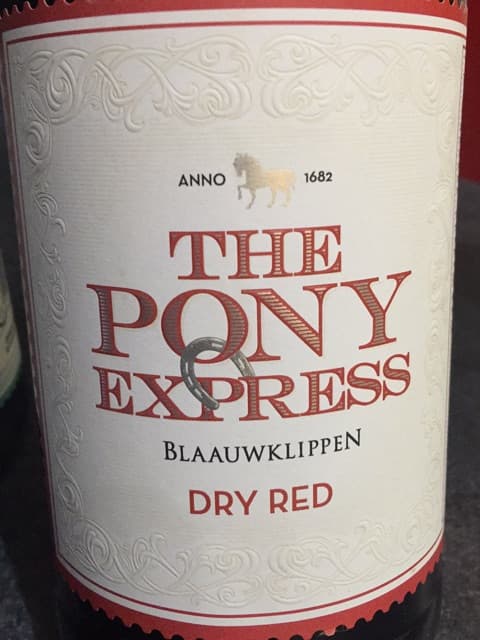 ANNO 1682
THE
PONY
EXPRESS
BLAAUWKLIPPEN
DRY RED